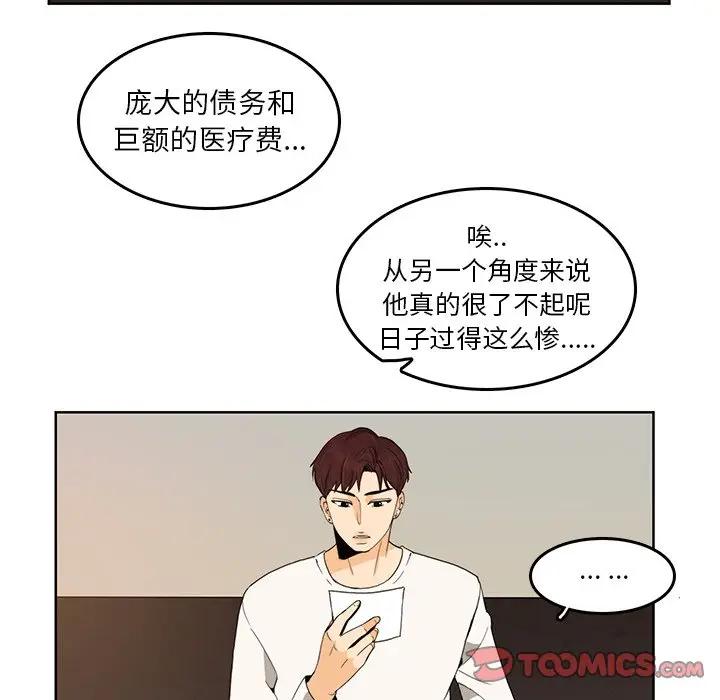 庞大的债务和
巨额的医疗费...
唉..
从另一个角度来说
他真的很了不起呢
日子过得这么惨.....
... ...
TOOMICS.COM